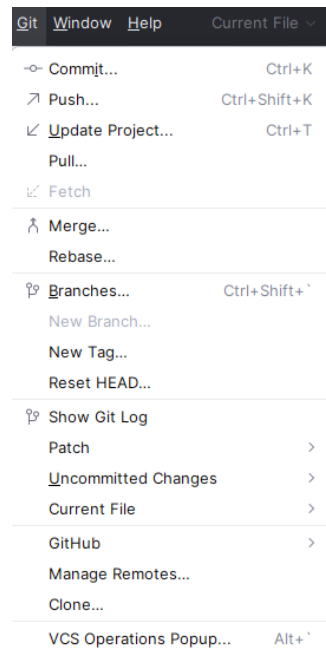 Git Window Help Current File
Commit... Ctrl+K
Push... Ctrl+Shift+K
Update Project... Ctrl+T
Pull...
Fetch
Merge...
Rebase...
Branches... Ctrl+Shift+`
New Branch...
New Tag...
Reset HEAD...
Show Git Log
Patch
Uncommitted Changes
Current File
GitHub
Manage Remotes...
Clone...
VCS Operations Popup... Alt+`